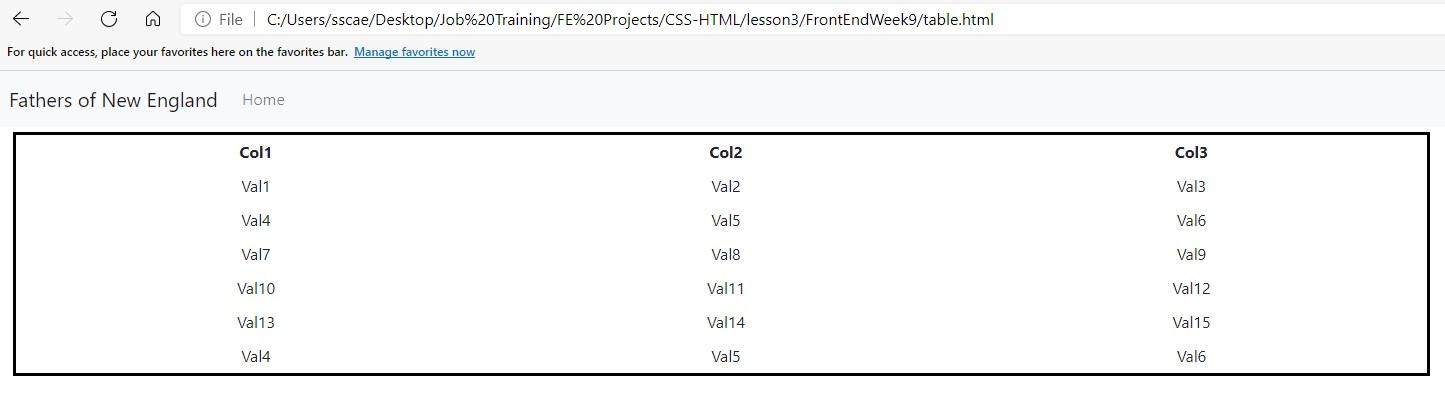 File C:/Users/sscae/Desktop/Job%20Training/FE%20Projects/CSS-HTML/lesson3/FrontEndWeek9/table.html
For quick access, place your favorites here on the favorites bar. Manage favorites now
Fathers of New England Home
Col1 Col2 Col3
Val1 Val2 Val3
Val4 Val5 Val6
Val7 Val8 Val9
Val10 Val11 Val12
Val13 Val14 Val15
Val4 Val5 Val6